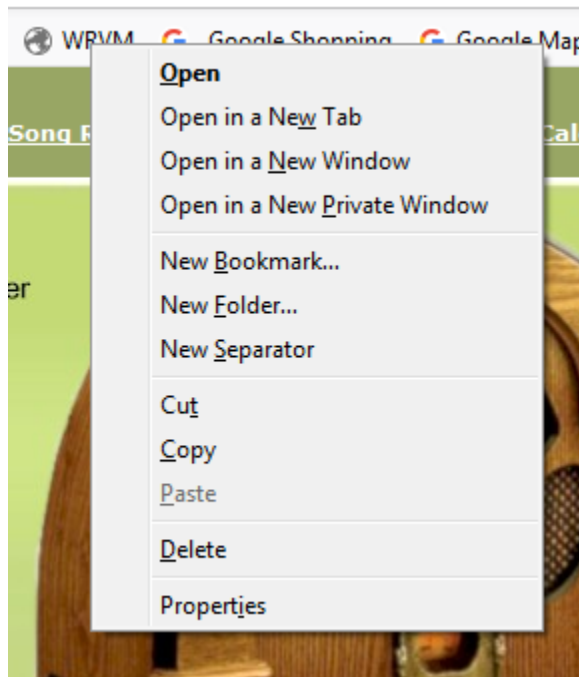 WRVM Google Shopping Google Map
Song R
Cal
er
Open
Open in a New Tab
Open in a New Window
Open in a New Private Window
New Bookmark...
New Folder...
New Separator
Cut
Copy
Paste
Delete
Properties